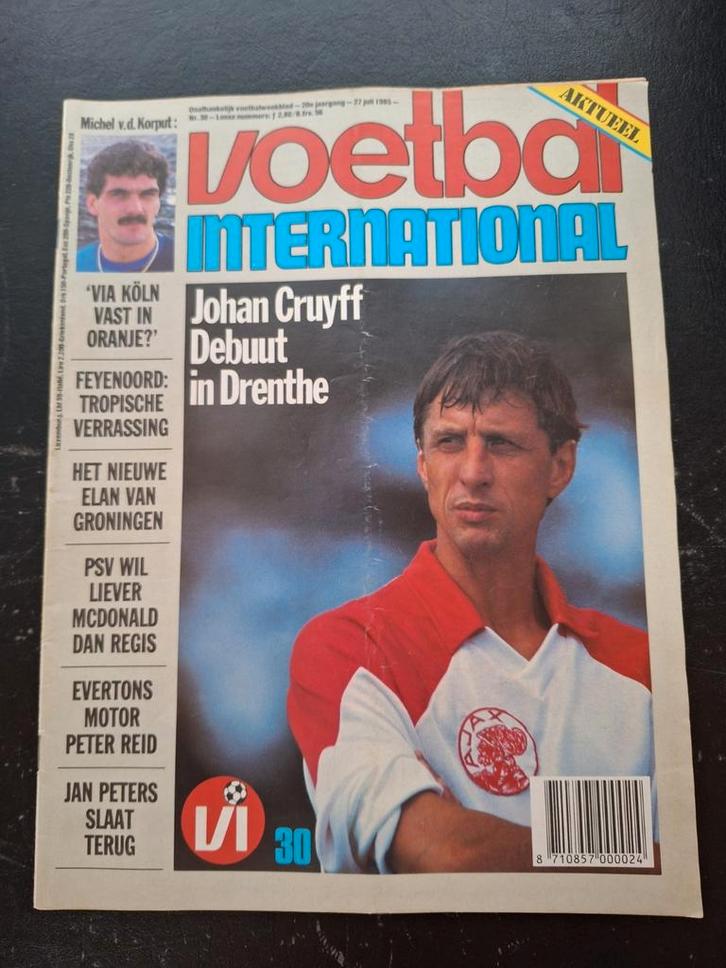 Onafhankelijk voetbalweekblad — 20e jaargang — 27 juli 1985 —
Nr. 30 — Losse nummers: ƒ 2,80/B.frs. 56
AKTUEEL
voetbal
INTERNATIONAL
Michel v.d. Korput:
'VIA KÖLN
VAST IN
ORANJE?'
FEYENOORD:
TROPISCHE
VERRASSING
HET NIEUWE
ELAN VAN
GRONINGEN
PSV WIL
LIEVER
MCDONALD
DAN REGIS
EVERTONS
MOTOR
PETER REID
JAN PETERS
SLAAT
TERUG
Johan Cruyff
Debuut
in Drenthe
AJAX
VI
30
8 710857 000024